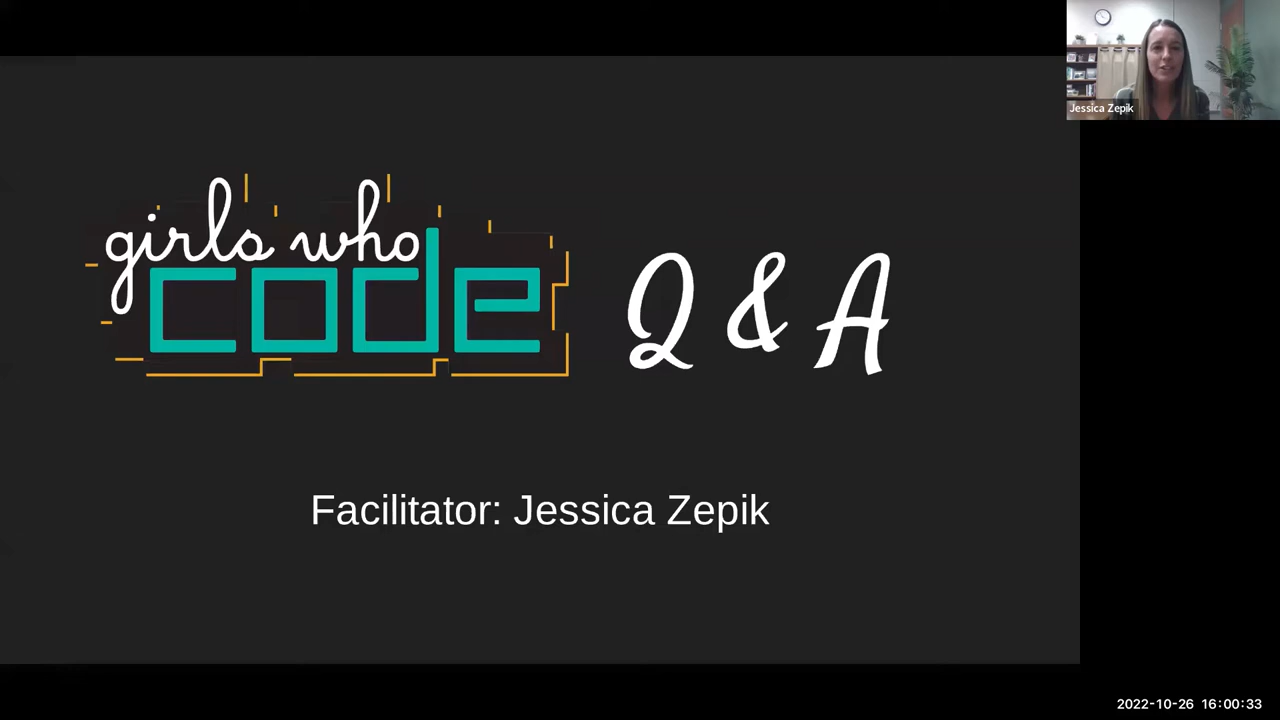 girls who
code
Q & A
Facilitator: Jessica Zepik
Jessica Zepik
2022-10-26 16:00:33